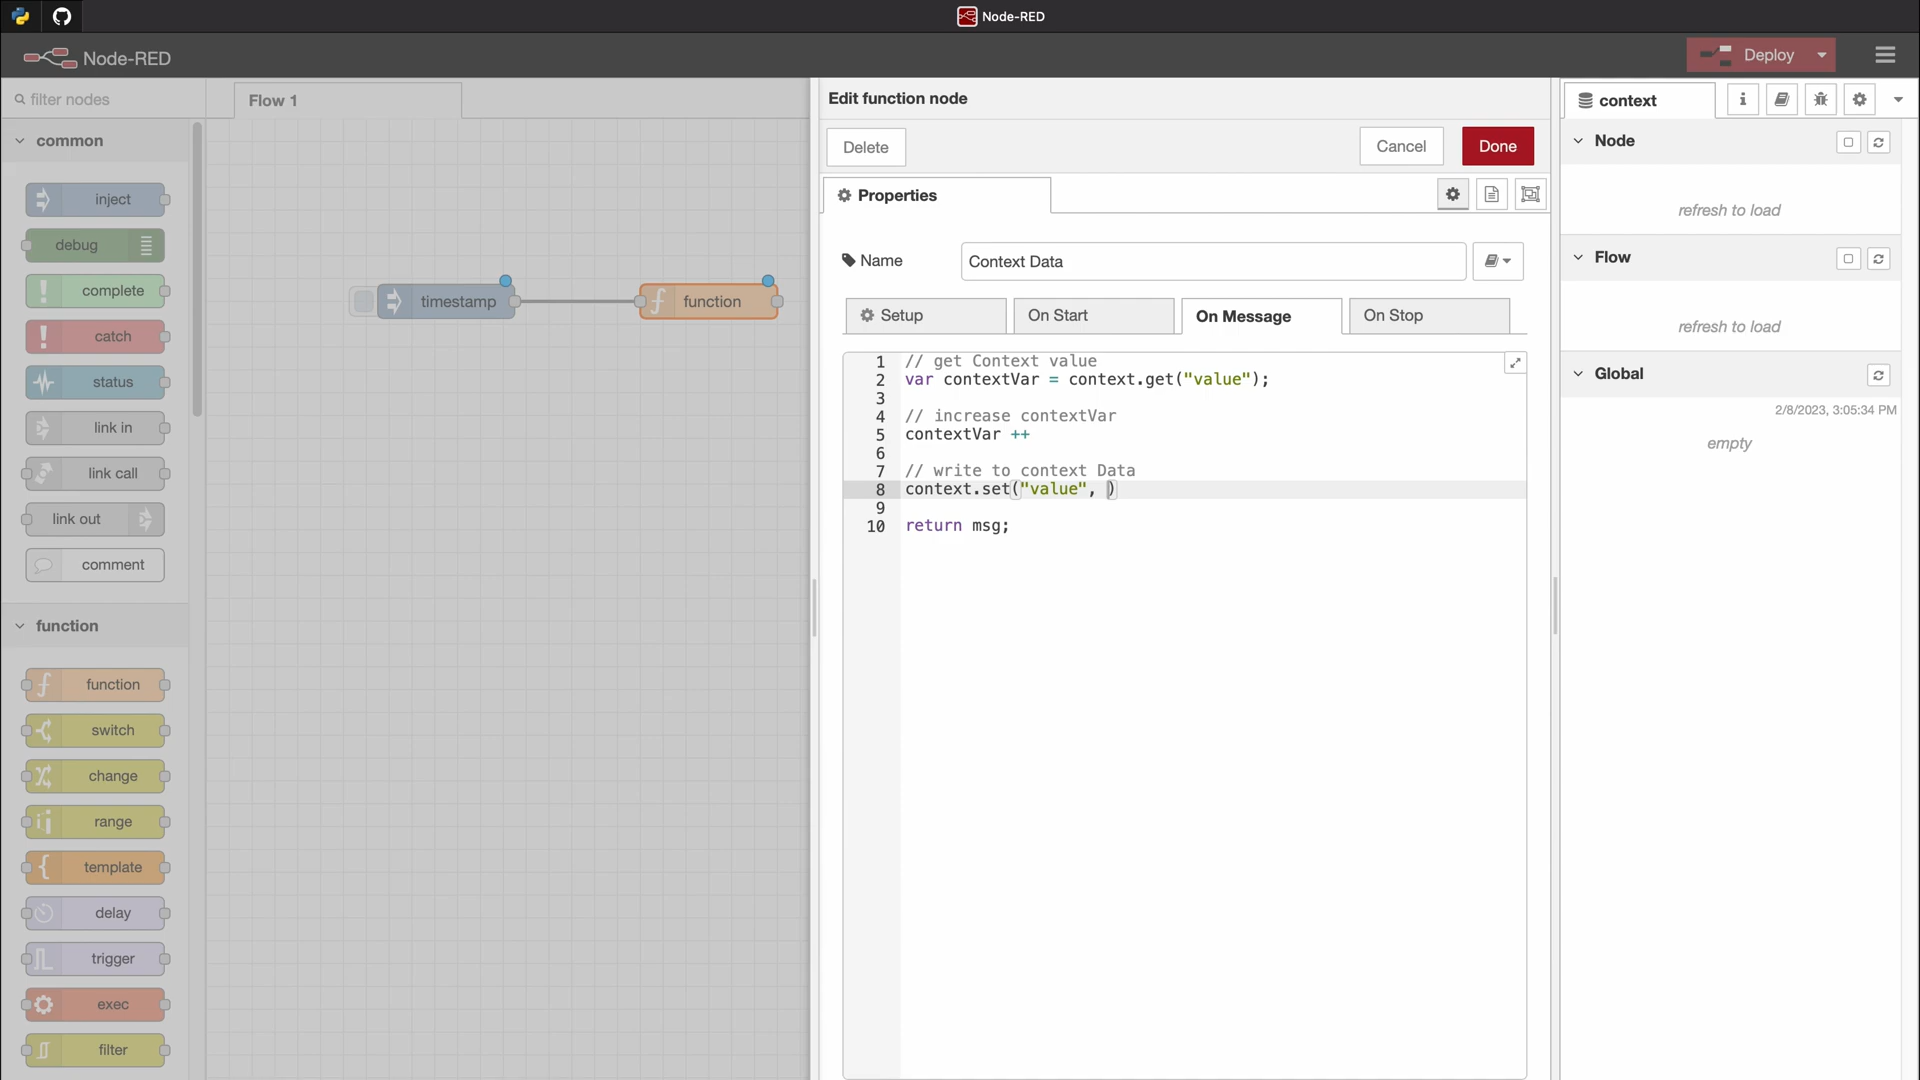 Node-RED
Node-RED
Deploy
filter nodes
common
inject
debug
complete
catch
status
link in
link call
link out
comment
function
function
switch
change
range
template
delay
trigger
exec
filter
Flow 1
timestamp
function
Edit function node
Delete
Cancel
Done
Properties
Name
Context Data
Setup
On Start
On Message
On Stop
1 // get Context value
2 var contextVar = context.get("value");
3
4 // increase contextVar
5 contextVar ++
6
7 // write to context Data
8 context.set("value", )
9
10 return msg;
context
i
Node
refresh to load
Flow
refresh to load
Global
2/8/2023, 3:05:34 PM
empty